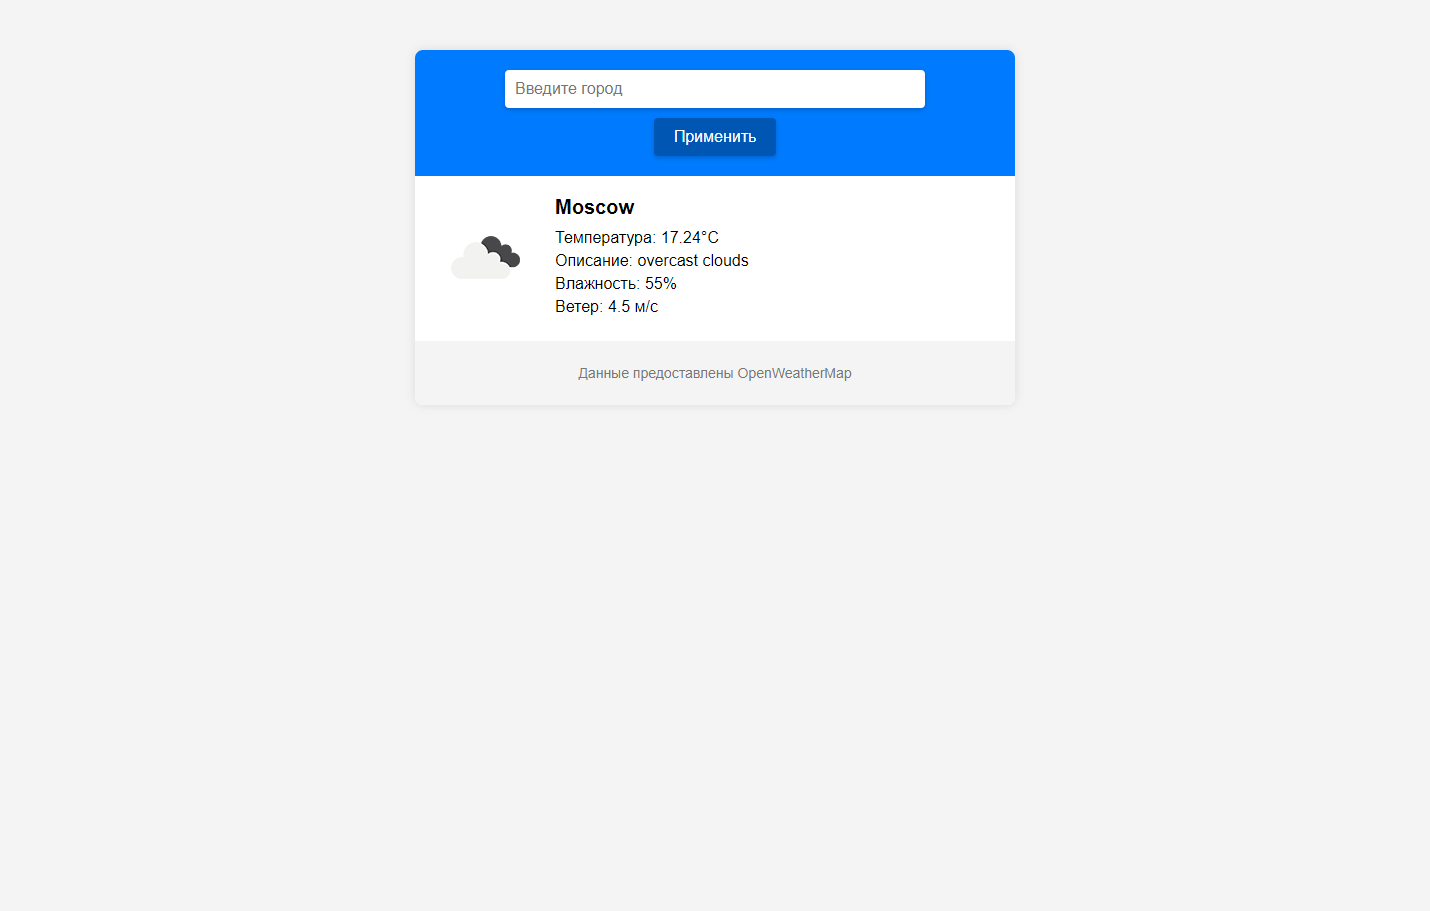 Введите город
Применить
Moscow
Температура: 17.24°C
Описание: overcast clouds
Влажность: 55%
Ветер: 4.5 м/с
Данные предоставлены OpenWeatherMap